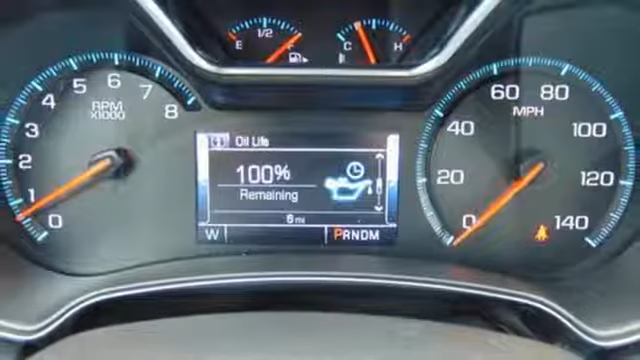 E 1/2 F
C H
RPM
X1000
0 1 2 3 4 5 6 7 8
Oil Life
100%
Remaining
6 mi
W PRNDM
MPH
0 20 40 60 80 100 120 140